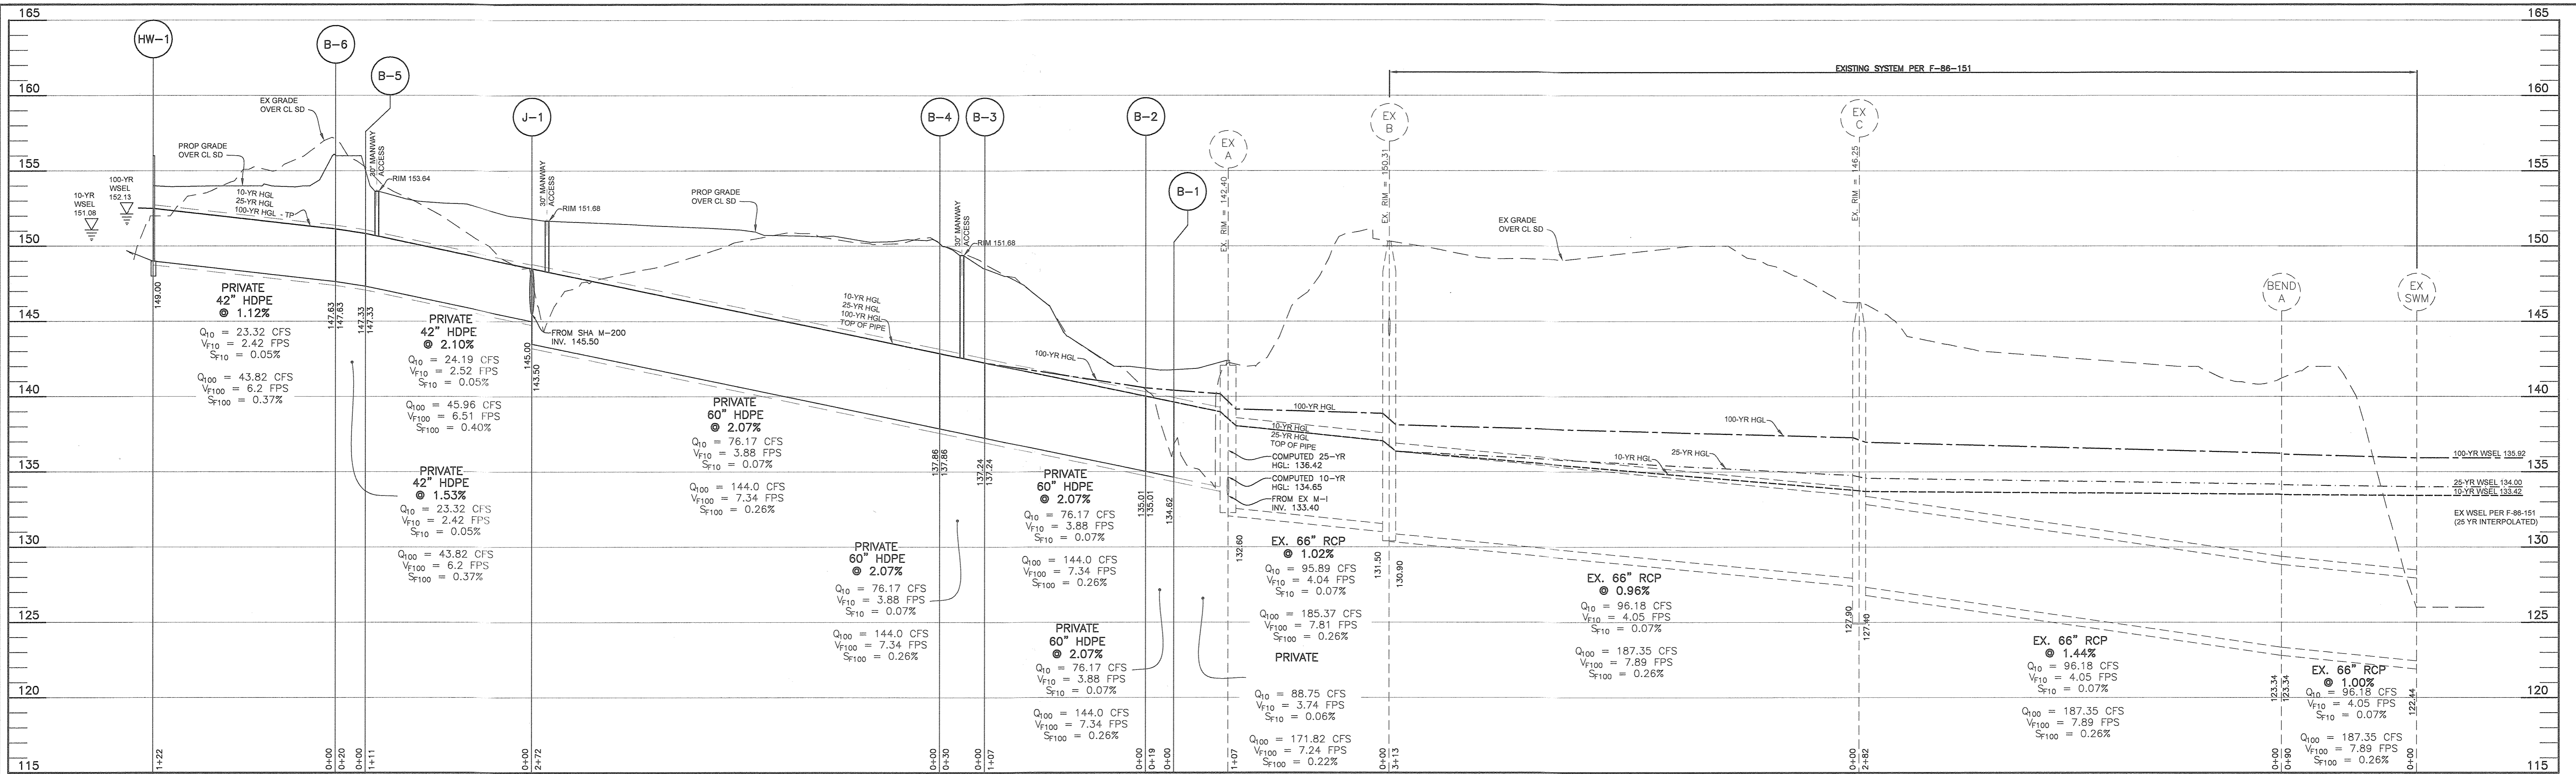 165
160
155
150
145
140
135
130
125
120
115
HW-1
B-6
B-5
J-1
B-4
B-3
B-2
B-1
EX
A
EX
B
EX
C
BEND
A
EX
SWM
EXISTING SYSTEM PER F-86-151
10-YR
WSEL
151.08
100-YR
WSEL
152.13
PROP GRADE
OVER CL SD
EX GRADE
OVER CL SD
10-YR HGL
25-YR HGL
100-YR HGL - TP
30" MANWAY
ACCESS
RIM 153.64
30" MANWAY
ACCESS
RIM 151.68
PROP GRADE
OVER CL SD
30" MANWAY
ACCESS
RIM 151.68
EX. RIM = 142.40
EX. RIM = 150.31
EX. RIM = 146.25
EX GRADE
OVER CL SD
149.00
147.63
147.63
147.33
147.33
145.00
143.50
FROM SHA M-200
INV. 145.50
10-YR HGL
25-YR HGL
100-YR HGL
TOP OF PIPE
137.86
137.86
137.24
137.24
135.01
135.01
134.62
100-YR HGL
100-YR HGL
10-YR HGL
25-YR HGL
TOP OF PIPE
COMPUTED 25-YR
HGL: 136.42
COMPUTED 10-YR
HGL: 134.65
FROM EX M-I
INV. 133.40
132.60
131.50
130.90
127.90
127.40
123.34
123.34
122.44
10-YR HGL
25-YR HGL
100-YR HGL
100-YR WSEL 135.92
25-YR WSEL 134.00
10-YR WSEL 133.42
EX WSEL PER F-86-151
(25 YR INTERPOLATED)
PRIVATE
42" HDPE
@ 1.12%
Q10 = 23.32 CFS
VF10 = 2.42 FPS
SF10 = 0.05%
Q100 = 43.82 CFS
VF100 = 6.2 FPS
SF100 = 0.37%
PRIVATE
42" HDPE
@ 2.10%
Q10 = 24.19 CFS
VF10 = 2.52 FPS
SF10 = 0.05%
Q100 = 45.96 CFS
VF100 = 6.51 FPS
SF100 = 0.40%
PRIVATE
42" HDPE
@ 1.53%
Q10 = 23.32 CFS
VF10 = 2.42 FPS
SF10 = 0.05%
Q100 = 43.82 CFS
VF100 = 6.2 FPS
SF100 = 0.37%
PRIVATE
60" HDPE
@ 2.07%
Q10 = 76.17 CFS
VF10 = 3.88 FPS
SF10 = 0.07%
Q100 = 144.0 CFS
VF100 = 7.34 FPS
SF100 = 0.26%
PRIVATE
60" HDPE
@ 2.07%
Q10 = 76.17 CFS
VF10 = 3.88 FPS
SF10 = 0.07%
Q100 = 144.0 CFS
VF100 = 7.34 FPS
SF100 = 0.26%
PRIVATE
60" HDPE
@ 2.07%
Q10 = 76.17 CFS
VF10 = 3.88 FPS
SF10 = 0.07%
Q100 = 144.0 CFS
VF100 = 7.34 FPS
SF100 = 0.26%
PRIVATE
60" HDPE
@ 2.07%
Q10 = 76.17 CFS
VF10 = 3.88 FPS
SF10 = 0.07%
Q100 = 144.0 CFS
VF100 = 7.34 FPS
SF100 = 0.26%
EX. 66" RCP
@ 1.02%
Q10 = 95.89 CFS
VF10 = 4.04 FPS
SF10 = 0.07%
Q100 = 185.37 CFS
VF100 = 7.81 FPS
SF100 = 0.26%
PRIVATE
Q10 = 88.75 CFS
VF10 = 3.74 FPS
SF10 = 0.06%
Q100 = 171.82 CFS
VF100 = 7.24 FPS
SF100 = 0.22%
EX. 66" RCP
@ 0.96%
Q10 = 96.18 CFS
VF10 = 4.05 FPS
SF10 = 0.07%
Q100 = 187.35 CFS
VF100 = 7.89 FPS
SF100 = 0.26%
EX. 66" RCP
@ 1.44%
Q10 = 96.18 CFS
VF10 = 4.05 FPS
SF10 = 0.07%
Q100 = 187.35 CFS
VF100 = 7.89 FPS
SF100 = 0.26%
EX. 66" RCP
@ 1.00%
Q10 = 96.18 CFS
VF10 = 4.05 FPS
SF10 = 0.07%
Q100 = 187.35 CFS
VF100 = 7.89 FPS
SF100 = 0.26%
1+22
0+00
0+20
0+00
1+11
0+00
2+72
0+00
0+30
0+00
1+07
0+00
0+19
0+00
1+07
0+00
3+13
0+00
2+82
0+00
0+90
0+00
165
160
155
150
145
140
135
130
125
120
115